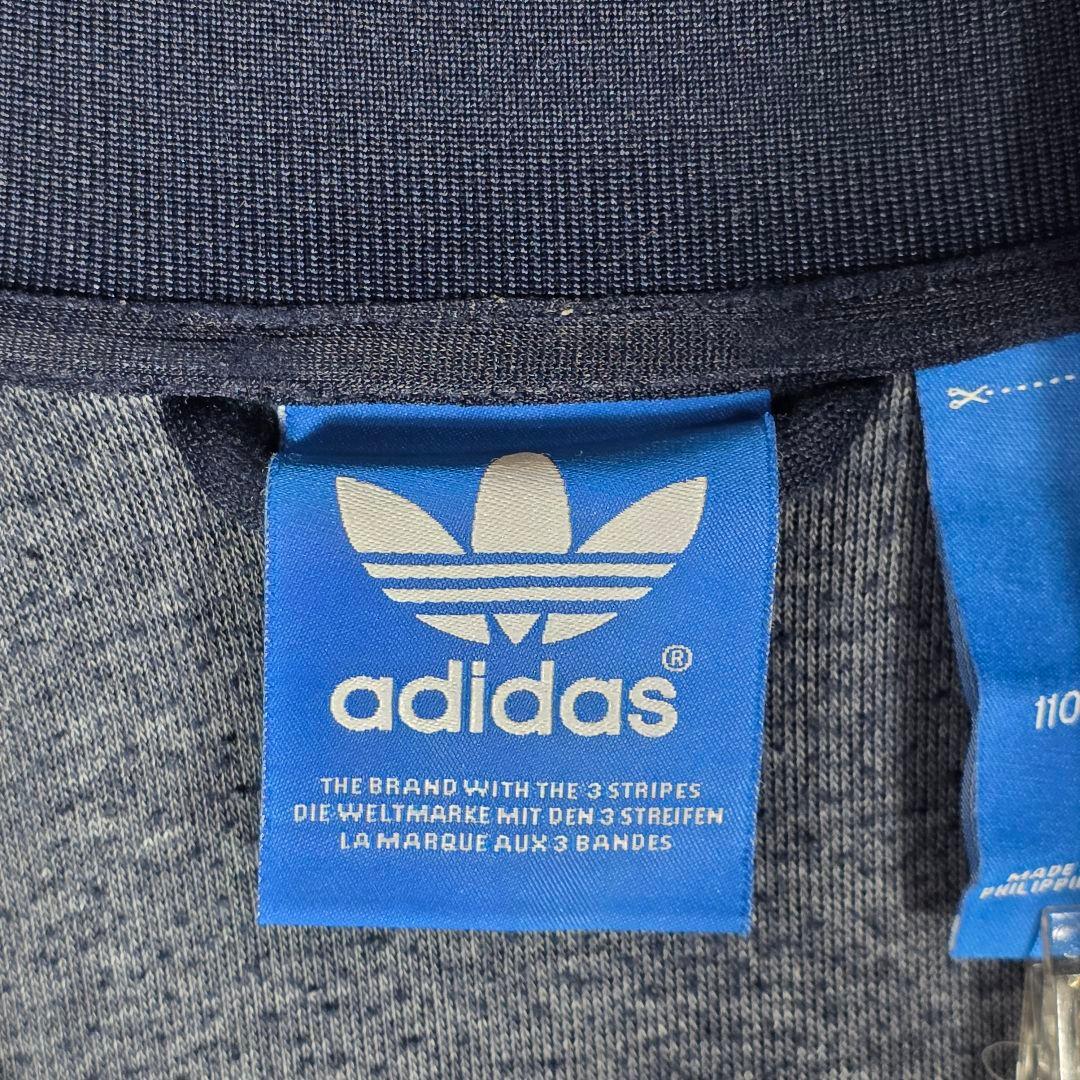 adidas®
THE BRAND WITH THE 3 STRIPES
DIE WELTMARKE MIT DEN 3 STREIFEN
LA MARQUE AUX 3 BANDES
110
MADE